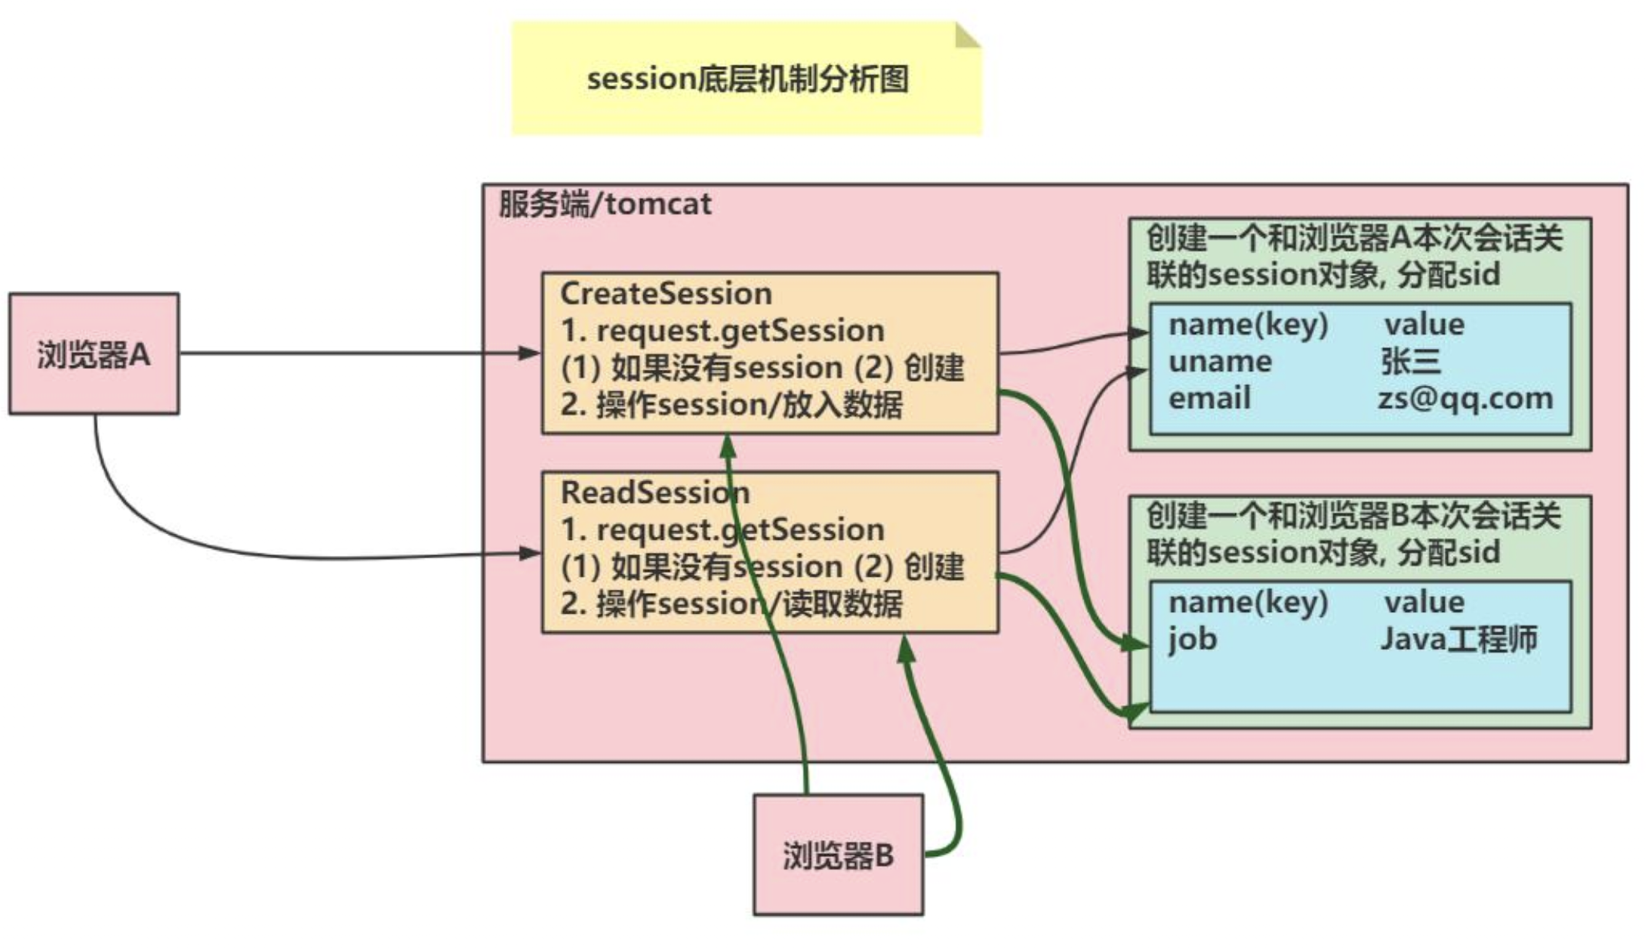 session底层机制分析图
服务端/tomcat
浏览器A
CreateSession
1. request.getSession
(1) 如果没有session (2) 创建
2. 操作session/放入数据
ReadSession
1. request.getSession
(1) 如果没有session (2) 创建
2. 操作session/读取数据
创建一个和浏览器A本次会话关
联的session对象, 分配sid
name(key) value
uname 张三
email zs@qq.com
创建一个和浏览器B本次会话关
联的session对象, 分配sid
name(key) value
job Java工程师
浏览器B